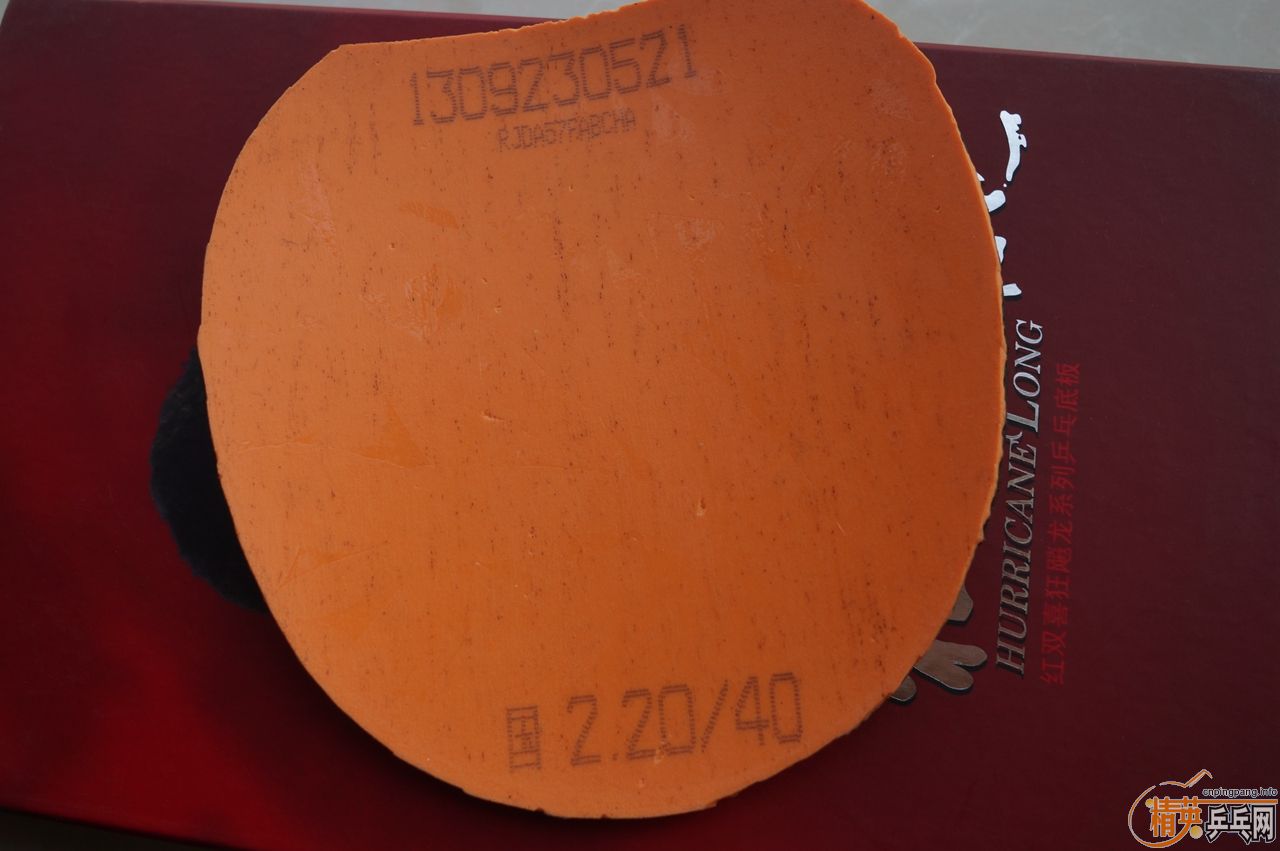 1309230521
RJDA57FABCHA
国 2.20/40
HURRICANE LONG
红双喜狂飚龙系列乒乓底板
cnpingpang.info
精英乒乓网